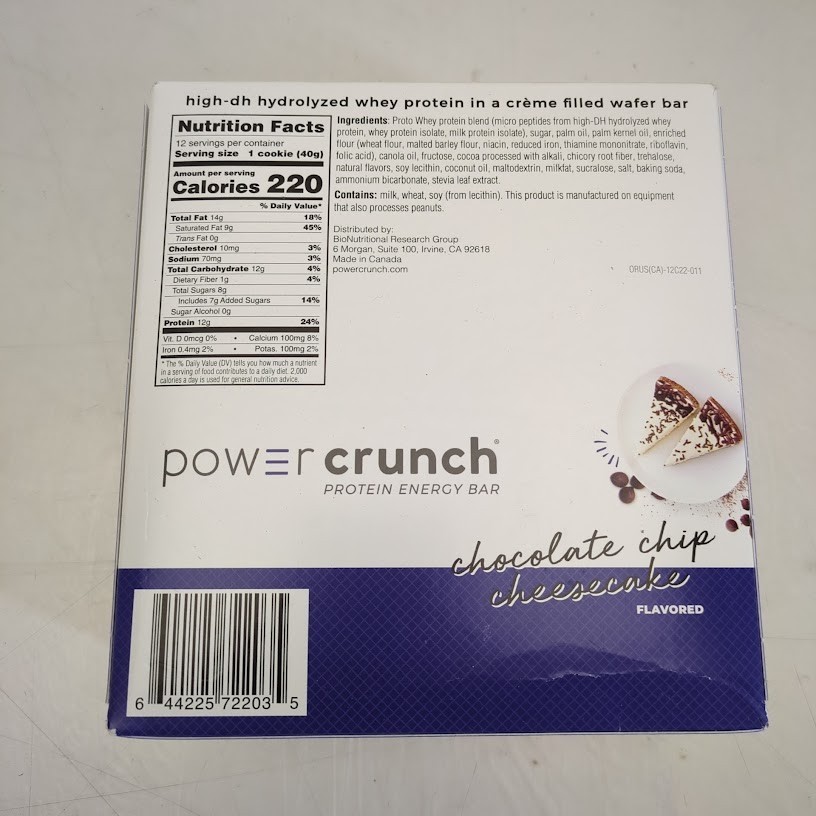 high-dh hydrolyzed whey protein in a crème filled wafer bar
Nutrition Facts
12 servings per container
Serving size 1 cookie (40g)
Amount per serving
Calories 220
% Daily Value*
Total Fat 14g 18%
Saturated Fat 9g 45%
Trans Fat 0g
Cholesterol 10mg 3%
Sodium 70mg 3%
Total Carbohydrate 12g 4%
Dietary Fiber 1g 4%
Total Sugars 8g
Includes 7g Added Sugars 14%
Sugar Alcohol 0g
Protein 12g 24%
Vit. D 0mcg 0% • Calcium 100mg 8%
Iron 0.4mg 2% • Potas. 100mg 2%
* The % Daily Value (DV) tells you how much a nutrient
in a serving of food contributes to a daily diet. 2,000
calories a day is used for general nutrition advice.
Ingredients: Proto Whey protein blend (micro peptides from high-DH hydrolyzed whey
protein, whey protein isolate, milk protein isolate), sugar, palm oil, palm kernel oil, enriched
flour (wheat flour, malted barley flour, niacin, reduced iron, thiamine mononitrate, riboflavin,
folic acid), canola oil, fructose, cocoa processed with alkali, chicory root fiber, trehalose,
natural flavors, soy lecithin, coconut oil, maltodextrin, milkfat, sucralose, salt, baking soda,
ammonium bicarbonate, stevia leaf extract.
Contains: milk, wheat, soy (from lecithin). This product is manufactured on equipment
that also processes peanuts.
Distributed by:
BioNutritional Research Group
6 Morgan, Suite 100, Irvine, CA 92618
Made in Canada
powercrunch.com
ORUS(CA)-12C22-011
power crunch®
PROTEIN ENERGY BAR
chocolate chip
cheesecake
FLAVORED
6 44225 72203 5